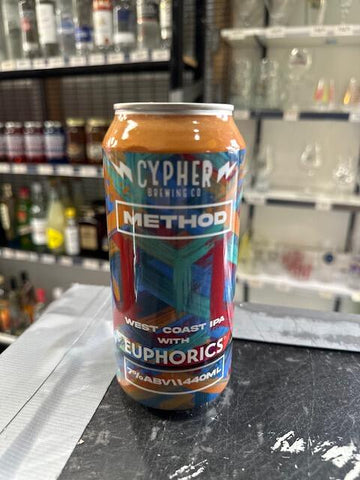 CYPHER
BREWING CO
METHOD
WEST COAST IPA
WITH
EUPHORICS
7% ABV\\440ML